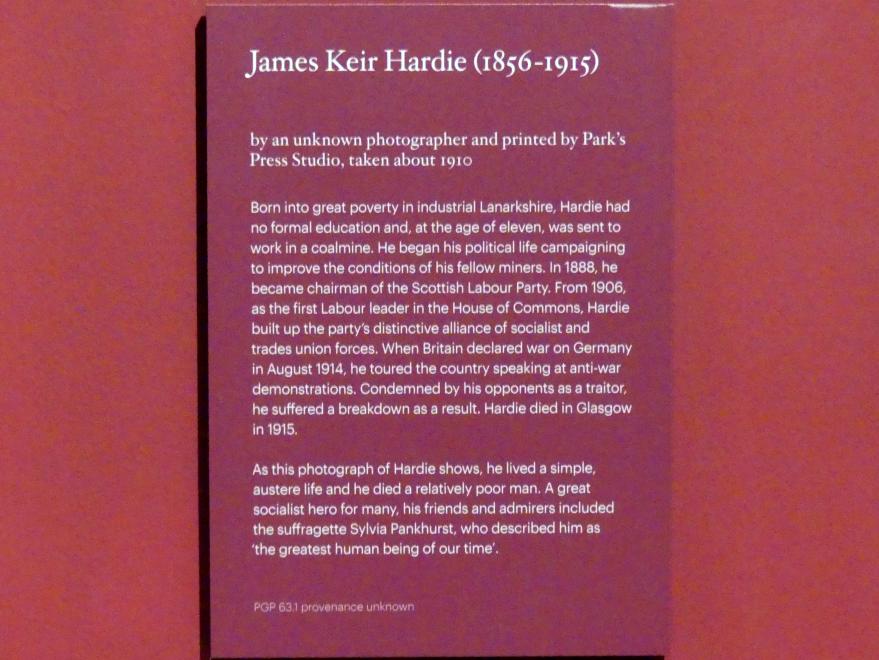 James Keir Hardie (1856-1915)
by an unknown photographer and printed by Park's
Press Studio, taken about 1910
Born into great poverty in industrial Lanarkshire, Hardie had
no formal education and, at the age of eleven, was sent to
work in a coalmine. He began his political life campaigning
to improve the conditions of his fellow miners. In 1888, he
became chairman of the Scottish Labour Party. From 1906,
as the first Labour leader in the House of Commons, Hardie
built up the party's distinctive alliance of socialist and
trades union forces. When Britain declared war on Germany
in August 1914, he toured the country speaking at anti-war
demonstrations. Condemned by his opponents as a traitor,
he suffered a breakdown as a result. Hardie died in Glasgow
in 1915.
As this photograph of Hardie shows, he lived a simple,
austere life and he died a relatively poor man. A great
socialist hero for many, his friends and admirers included
the suffragette Sylvia Pankhurst, who described him as
'the greatest human being of our time'.
PGP 63.1 provenance unknown